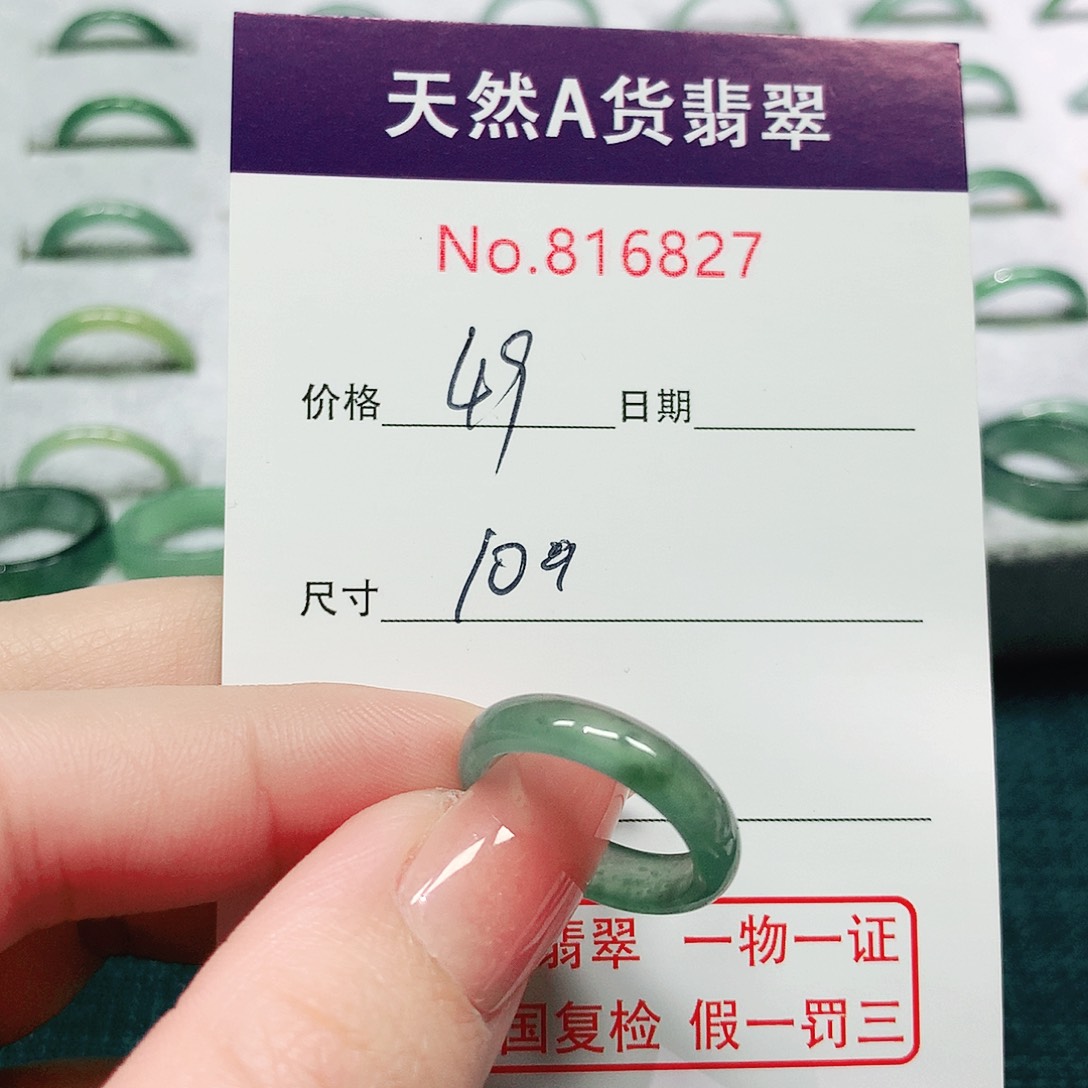 天然A货翡翠
No.816827
价格 49 日期
尺寸 10
翡翠 一物一证
国复检 假一罚三